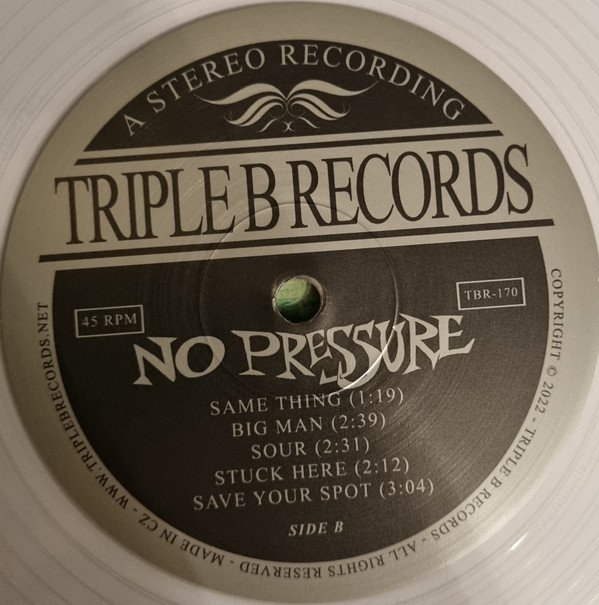 A STEREO RECORDING
TRIPLE B RECORDS
45 RPM
TBR-170
NO PRESSURE
SAME THING (1:19)
BIG MAN (2:39)
SOUR (2:31)
STUCK HERE (2:12)
SAVE YOUR SPOT (3:04)
SIDE B
COPYRIGHT © 2022 - TRIPLE B RECORDS - ALL RIGHTS RESERVED - MADE IN CZ - WWW.TRIPLEBRECORDS.NET